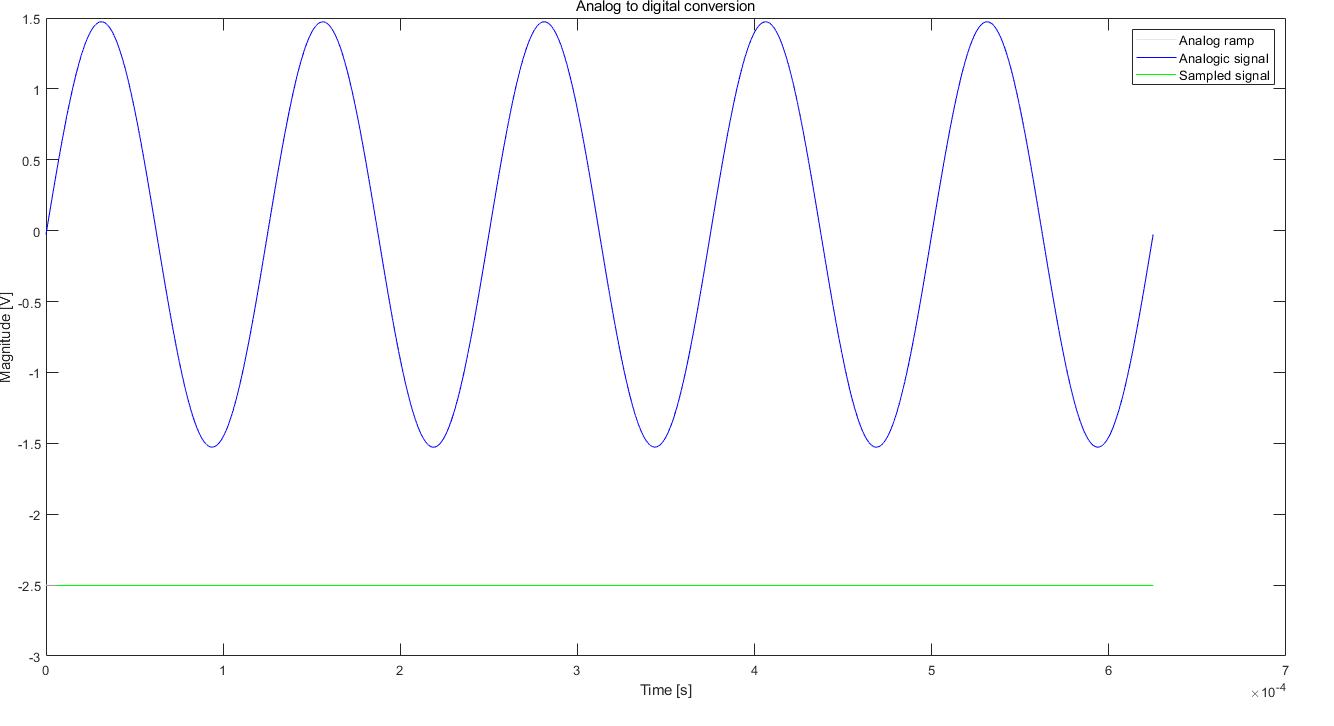 Analog to digital conversion
Analog ramp
Analogic signal
Sampled signal
1.5
1
0.5
0
-0.5
-1
-1.5
-2
-2.5
-3
Magnitude [V]
0 1 2 3 4 5 6 7
Time [s]
×10-4